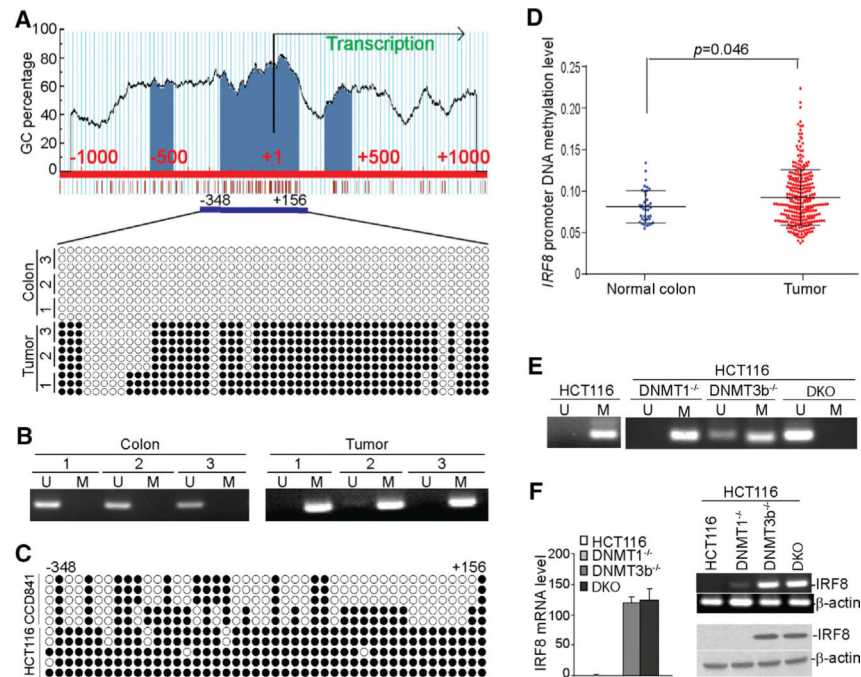 A
Transcription
GC percentage
100
80
60
40
20
0
-1000 -500 +1 +500 +1000
-348 +156
Colon
3
2
1
Tumor
3
2
1
B
Colon Tumor
1 2 3 1 2 3
U M U M U M U M U M U M
C
-348 +156
CCD841
HCT116
D
p=0.046
IRF8 promoter DNA methylation level
0.25
0.20
0.15
0.10
0.05
0
Normal colon Tumor
E
HCT116
HCT116 DNMT1-/- DNMT3b-/- DKO
U M U M U M U M
F
HCT116
DNMT1-/-
DNMT3b-/-
DKO
IRF8 mRNA level
150
100
50
0
HCT116
HCT116
DNMT1-/-
DNMT3b-/-
DKO
-IRF8
-β-actin
-IRF8
-β-actin